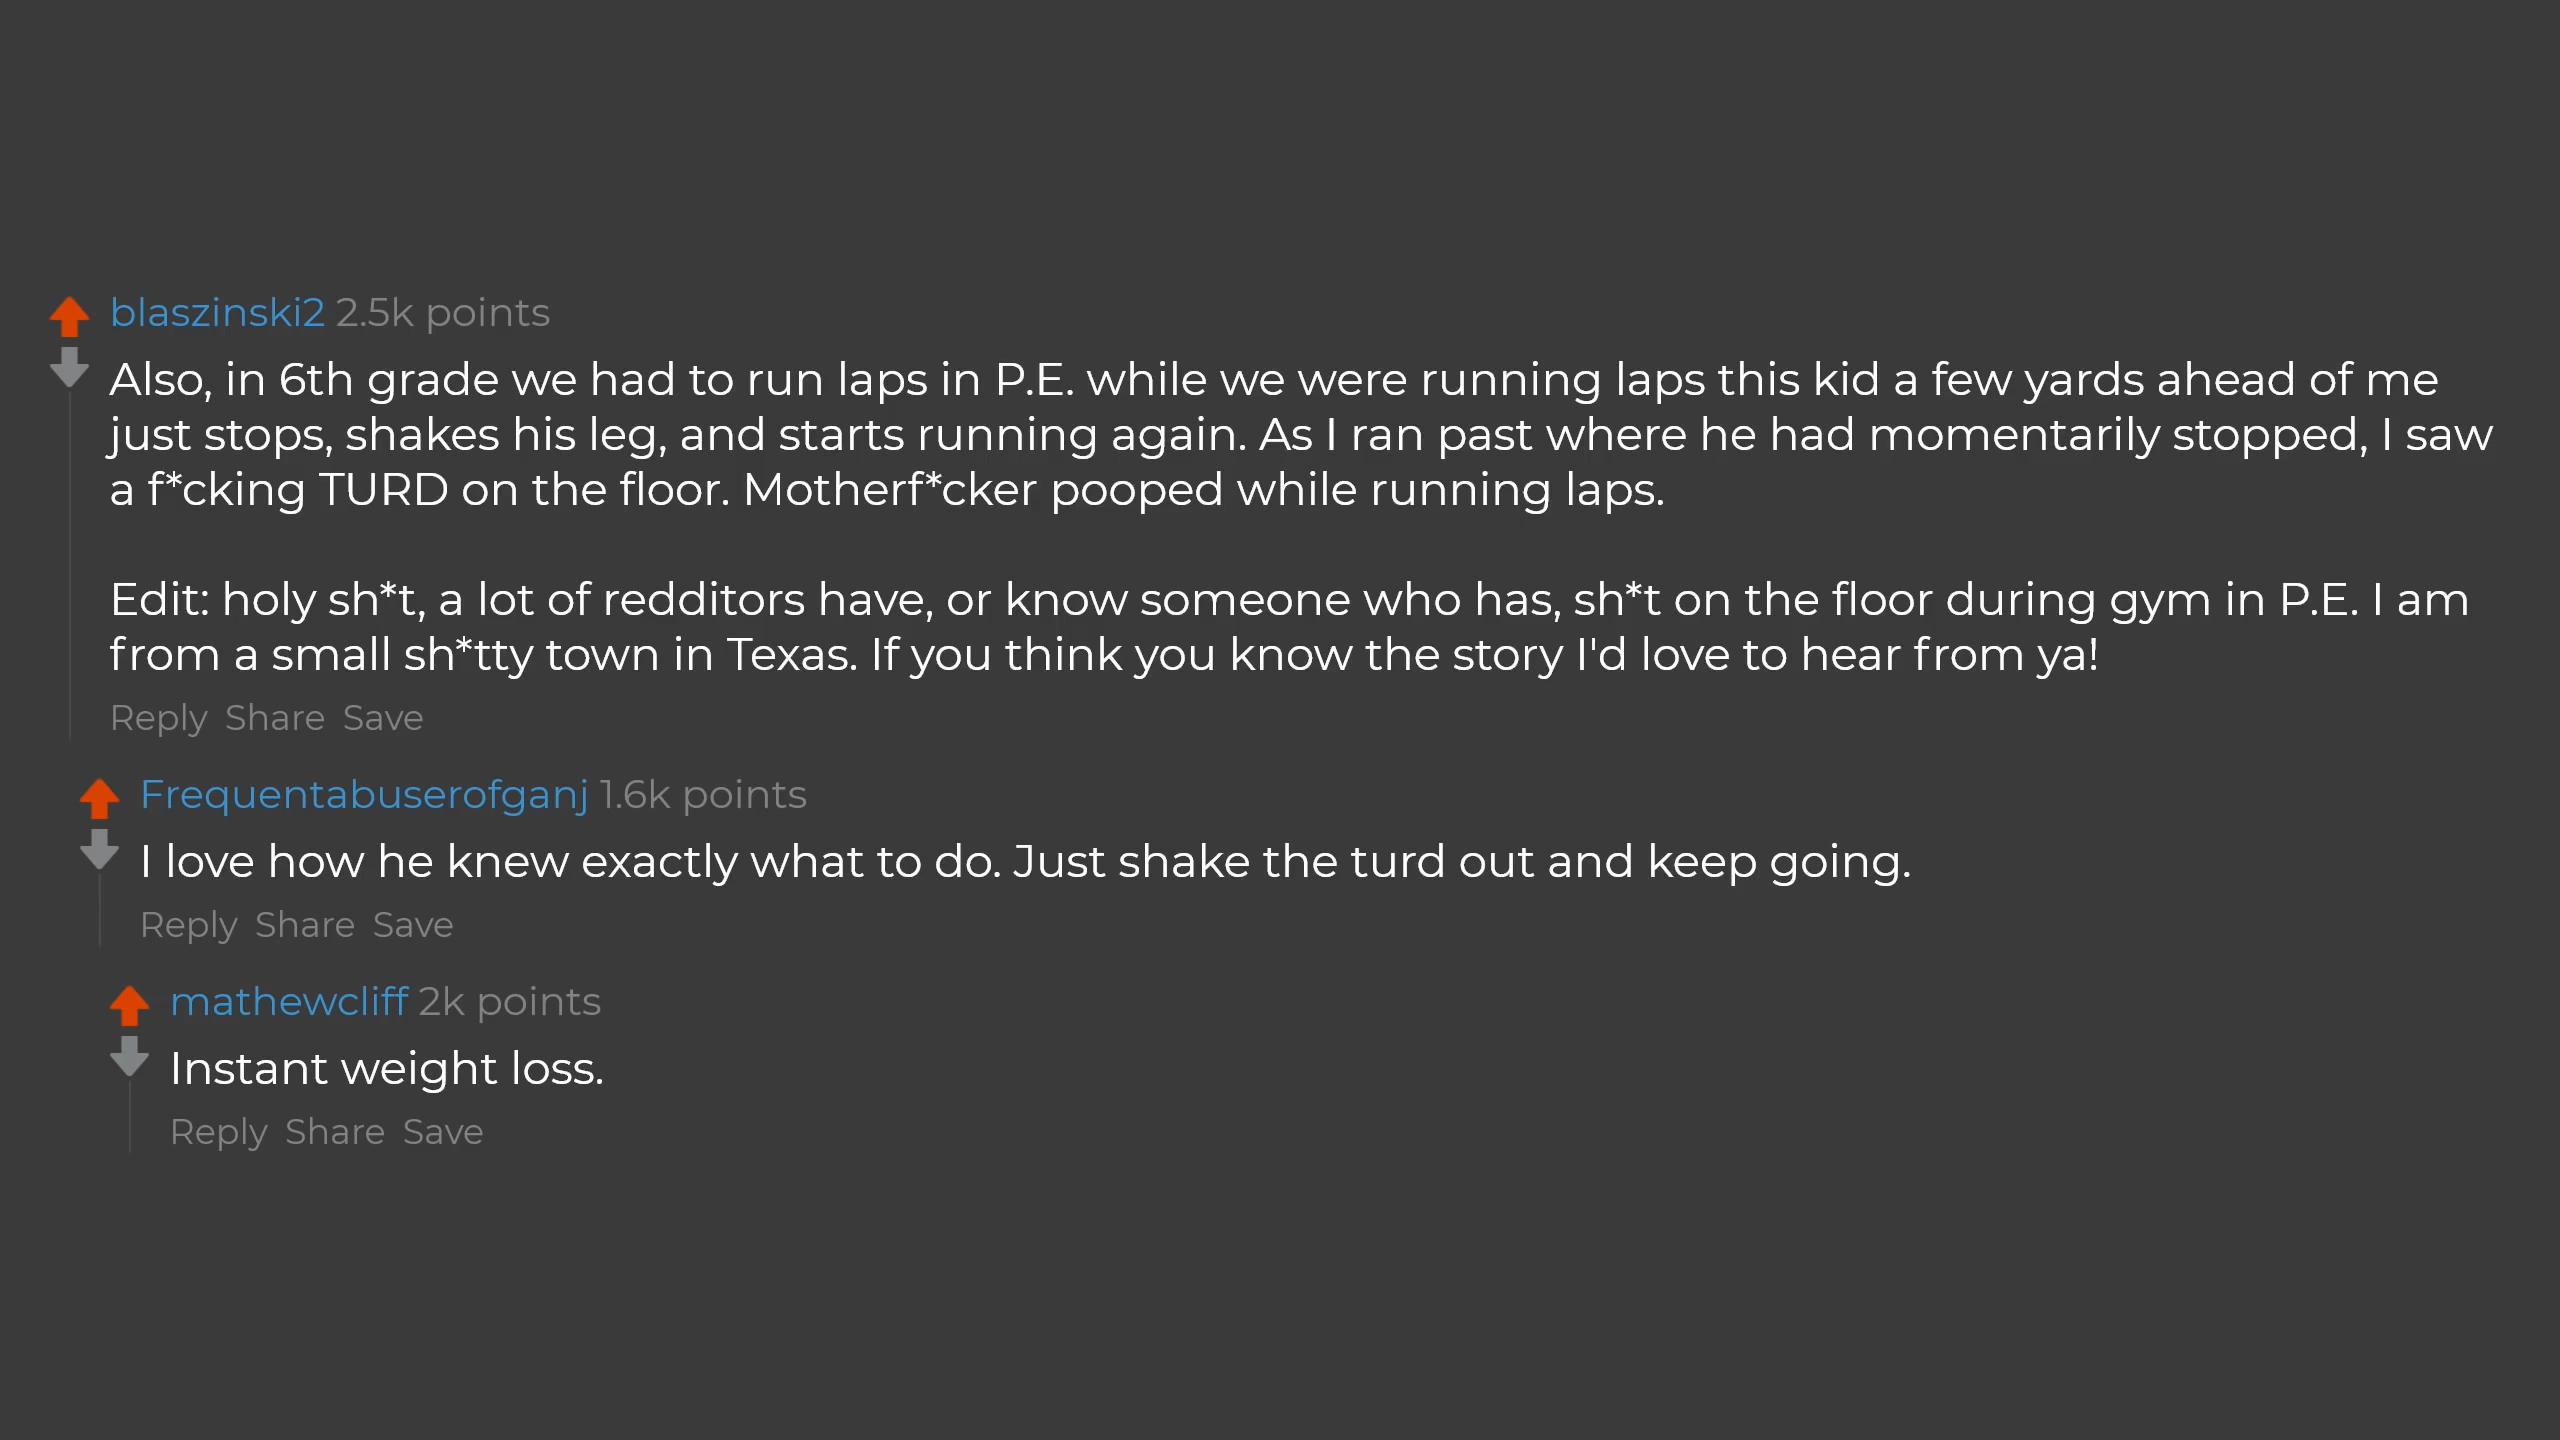 blaszinski2 2.5k points
Also, in 6th grade we had to run laps in P.E. while we were running laps this kid a few yards ahead of me
just stops, shakes his leg, and starts running again. As I ran past where he had momentarily stopped, I saw
a f*cking TURD on the floor. Motherf*cker pooped while running laps.
Edit: holy sh*t, a lot of redditors have, or know someone who has, sh*t on the floor during gym in P.E. I am
from a small sh*tty town in Texas. If you think you know the story I'd love to hear from ya!
Reply Share Save
Frequentabuserofganj 1.6k points
I love how he knew exactly what to do. Just shake the turd out and keep going.
Reply Share Save
mathewcliff 2k points
Instant weight loss.
Reply Share Save